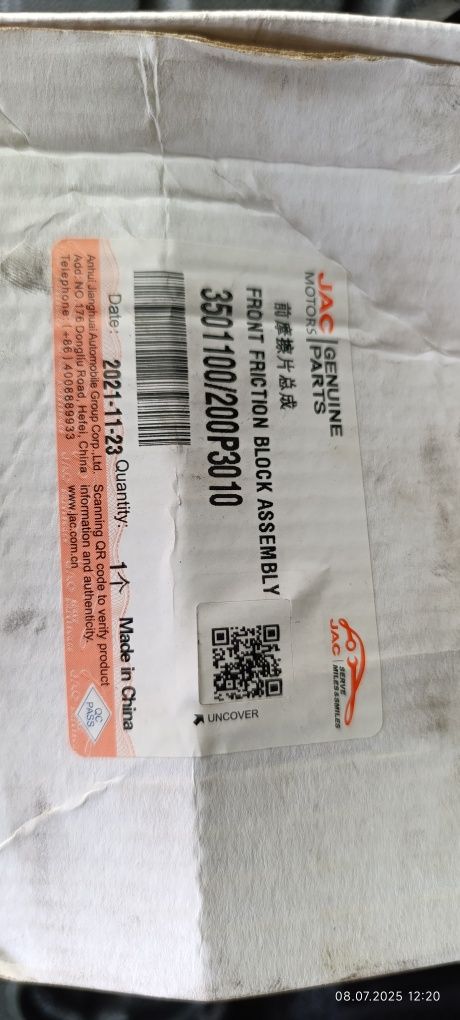 JAC MOTORS
GENUINE PARTS
JAC
SERVE
MILES & SMILES
前摩擦片总成
FRONT FRICTION BLOCK ASSEMBLY
3501100/200P3010
UNCOVER
Date: 2021-11-23 Quantity: 1个 Made in China
Anhui Jianghuai Automobile Group Corp.,Ltd.
Add: NO 176 Dongliu Road, Hefei, China
Telephone: (+86) 4008889933
Scanning QR code to verify product
information and authenticity.
www.jac.com.cn
QC
PASS
08.07.2025 12:20